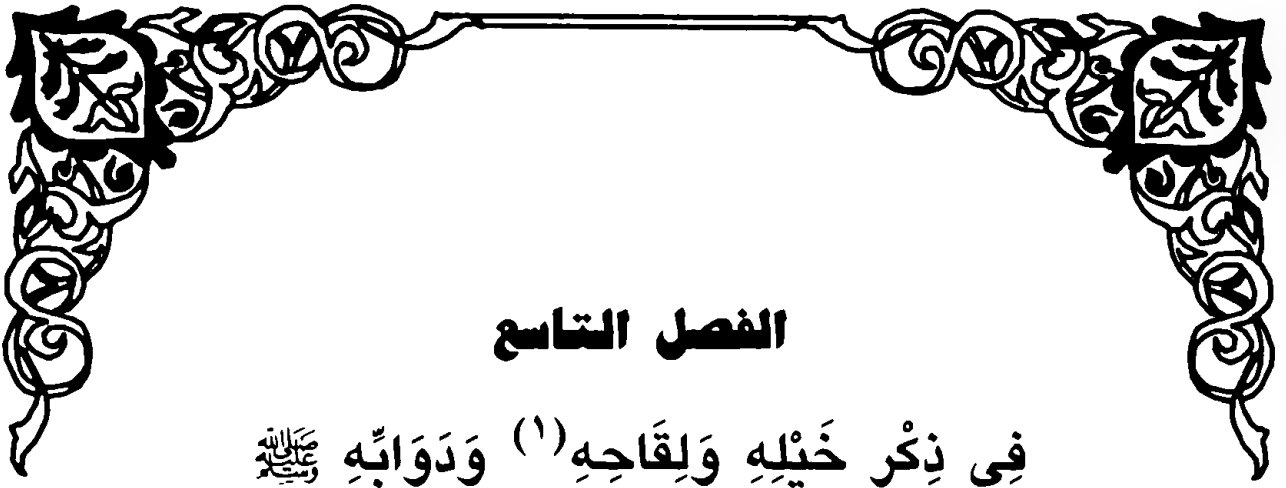 الفصل التاسع
فِى ذِكْر خَيْلِهِ وَلِقَاحِهِ(١) وَدَوَابِّهِ ﷺ